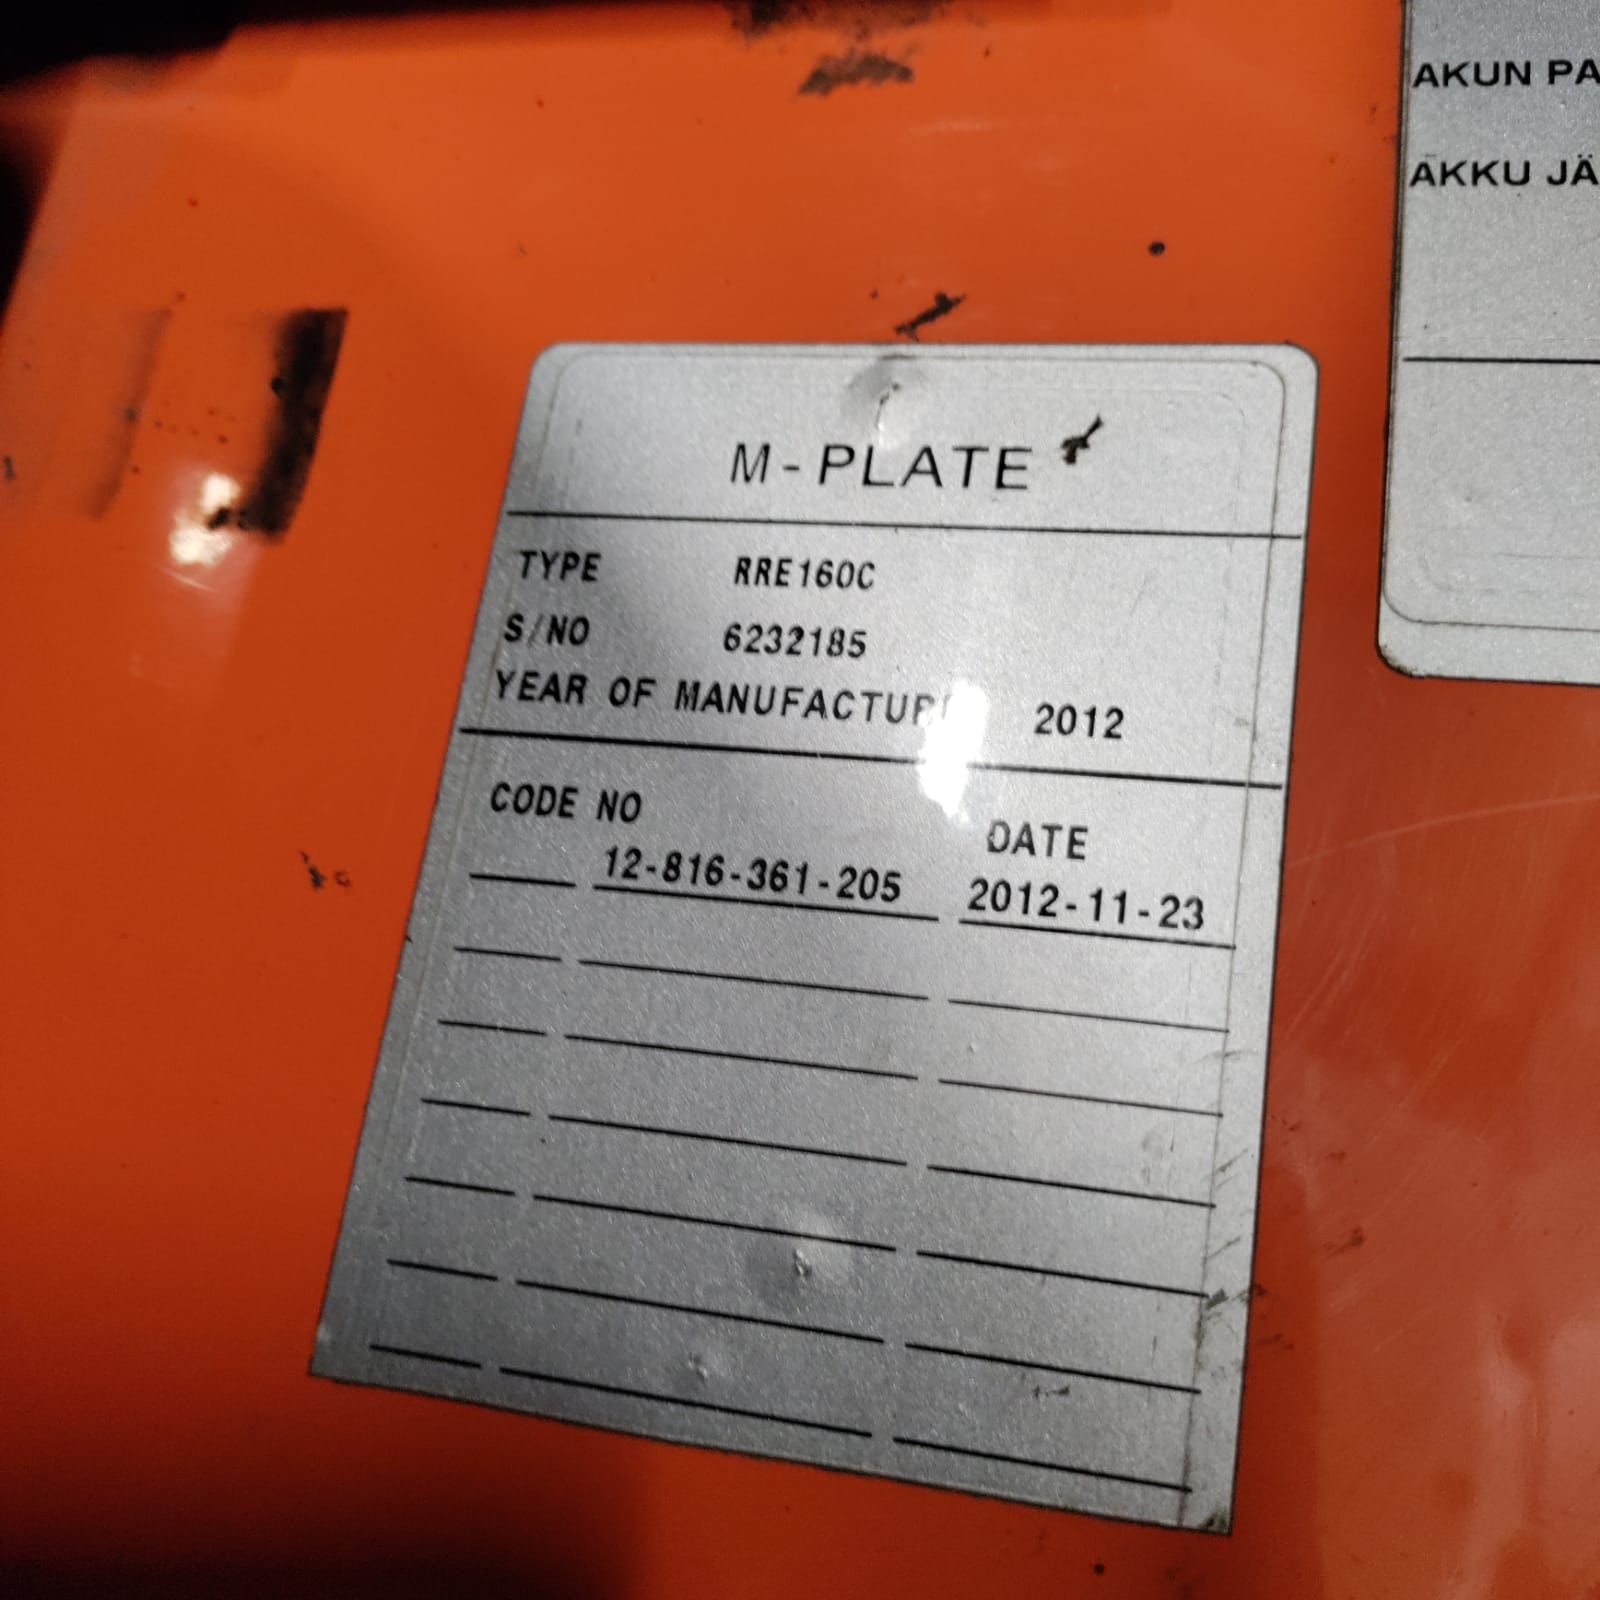 M-PLATE
TYPE RRE160C
S/NO 6232185
YEAR OF MANUFACTURE 2012
CODE NO DATE
12-816-361-205 2012-11-23
AKUN PA
AKKU JÄ